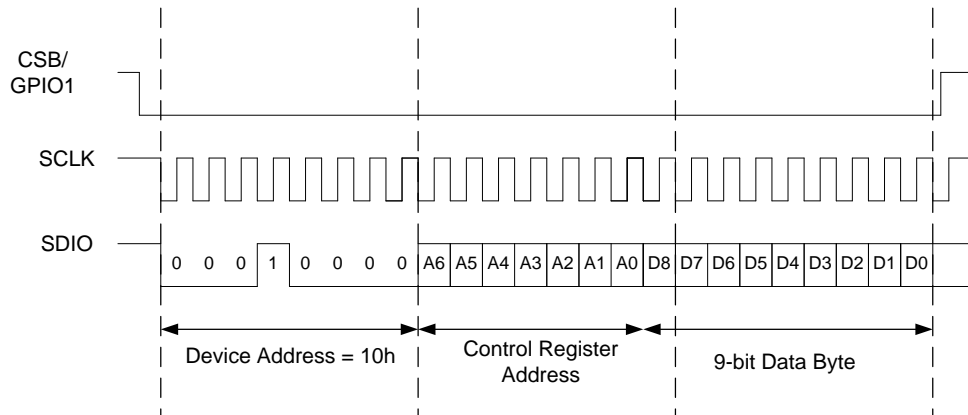 CSB/
GPIO1
SCLK
SDIO
0 0 0 1 0 0 0 0 A6 A5 A4 A3 A2 A1 A0 D8 D7 D6 D5 D4 D3 D2 D1 D0
Device Address = 10h
Control Register
Address
9-bit Data Byte